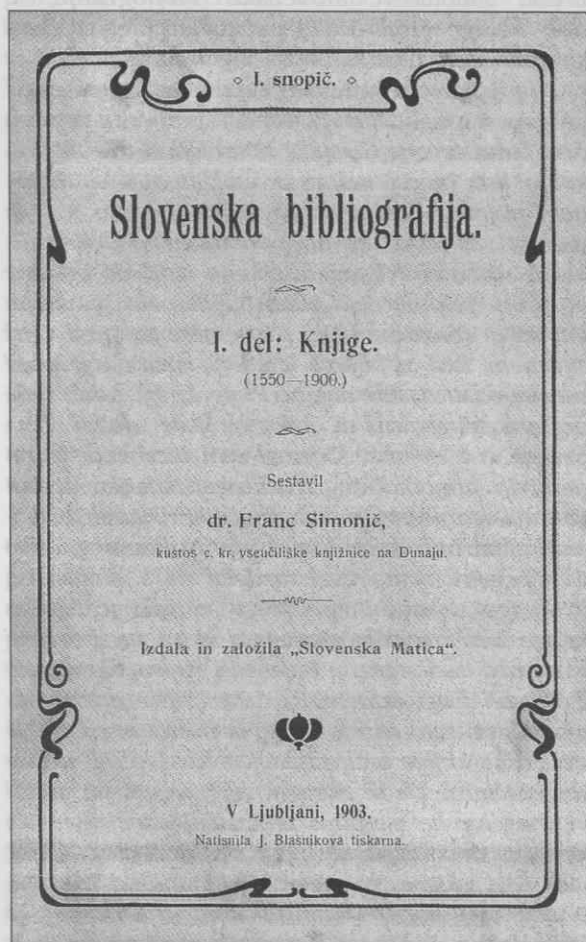 I. snopič.
Slovenska bibliografija.
I. del: Knjige.
(1550—1900.)
Sestavil
dr. Franc Simonič,
kustos c. kr. vseučiliške knjižnice na Dunaju.
Izdala in založila „Slovenska Matica“.
V Ljubljani, 1903.
Natisnila J. Blasnikova tiskarna.